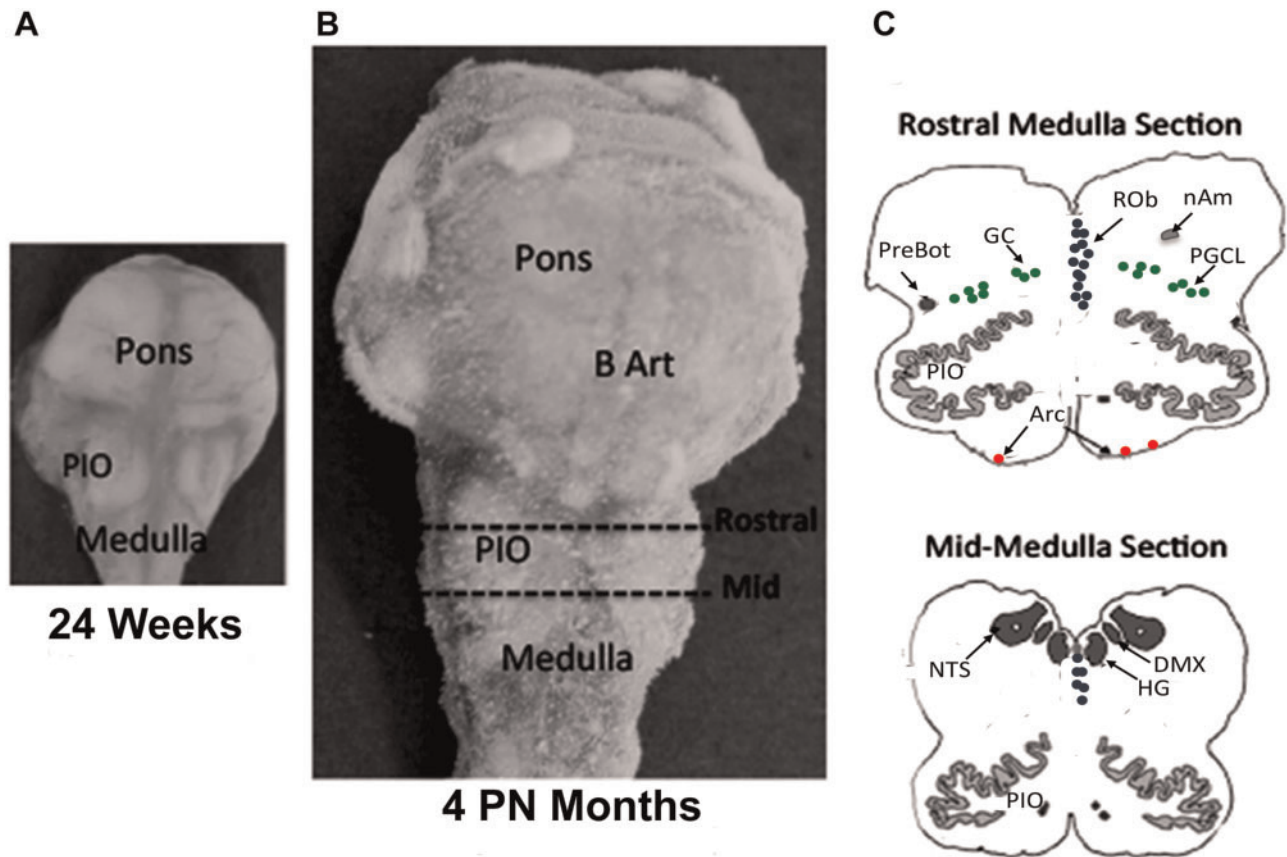 A
Pons
PIO
Medulla
24 Weeks
B
Pons
B Art
Rostral
PIO
Mid
Medulla
4 PN Months
C
Rostral Medulla Section
ROb
nAm
GC
PreBot
PGCL
PIO
Arc
Mid-Medulla Section
NTS
DMX
HG
PIO